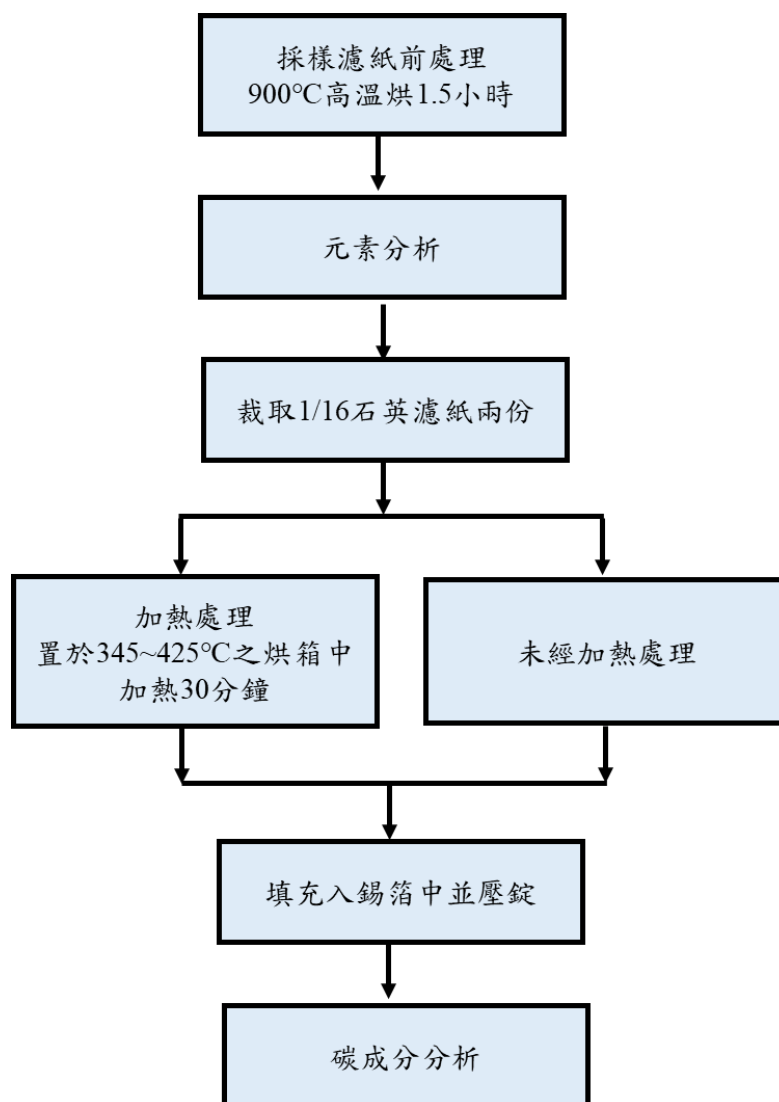 採樣濾紙前處理
900°C高溫烘1.5小時
元素分析
裁取1/16石英濾紙兩份
加熱處理
置於345~425°C之烘箱中
加熱30分鐘
未經加熱處理
填充入錫箔中並壓錠
碳成分分析